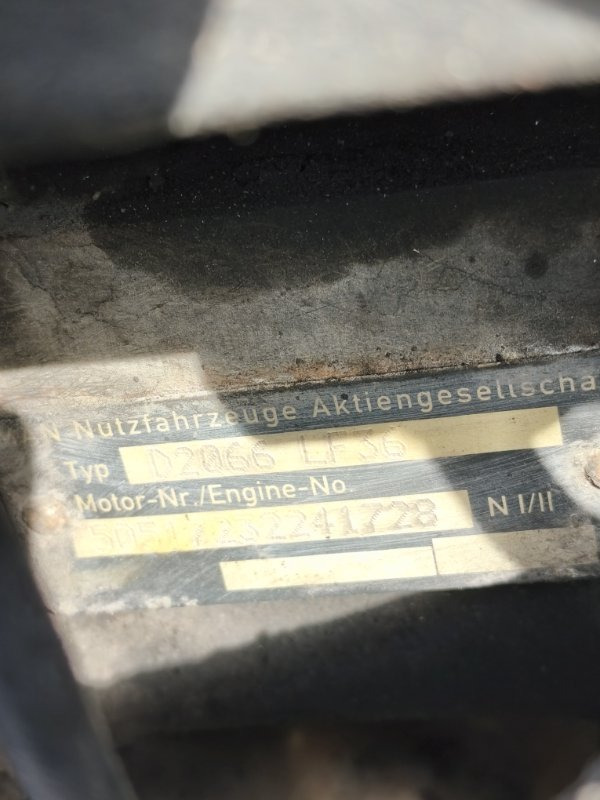 N Nutzfahrzeuge Aktiengesellscha
Typ D2066 LF36
Motor-Nr./Engine-No
N I/II